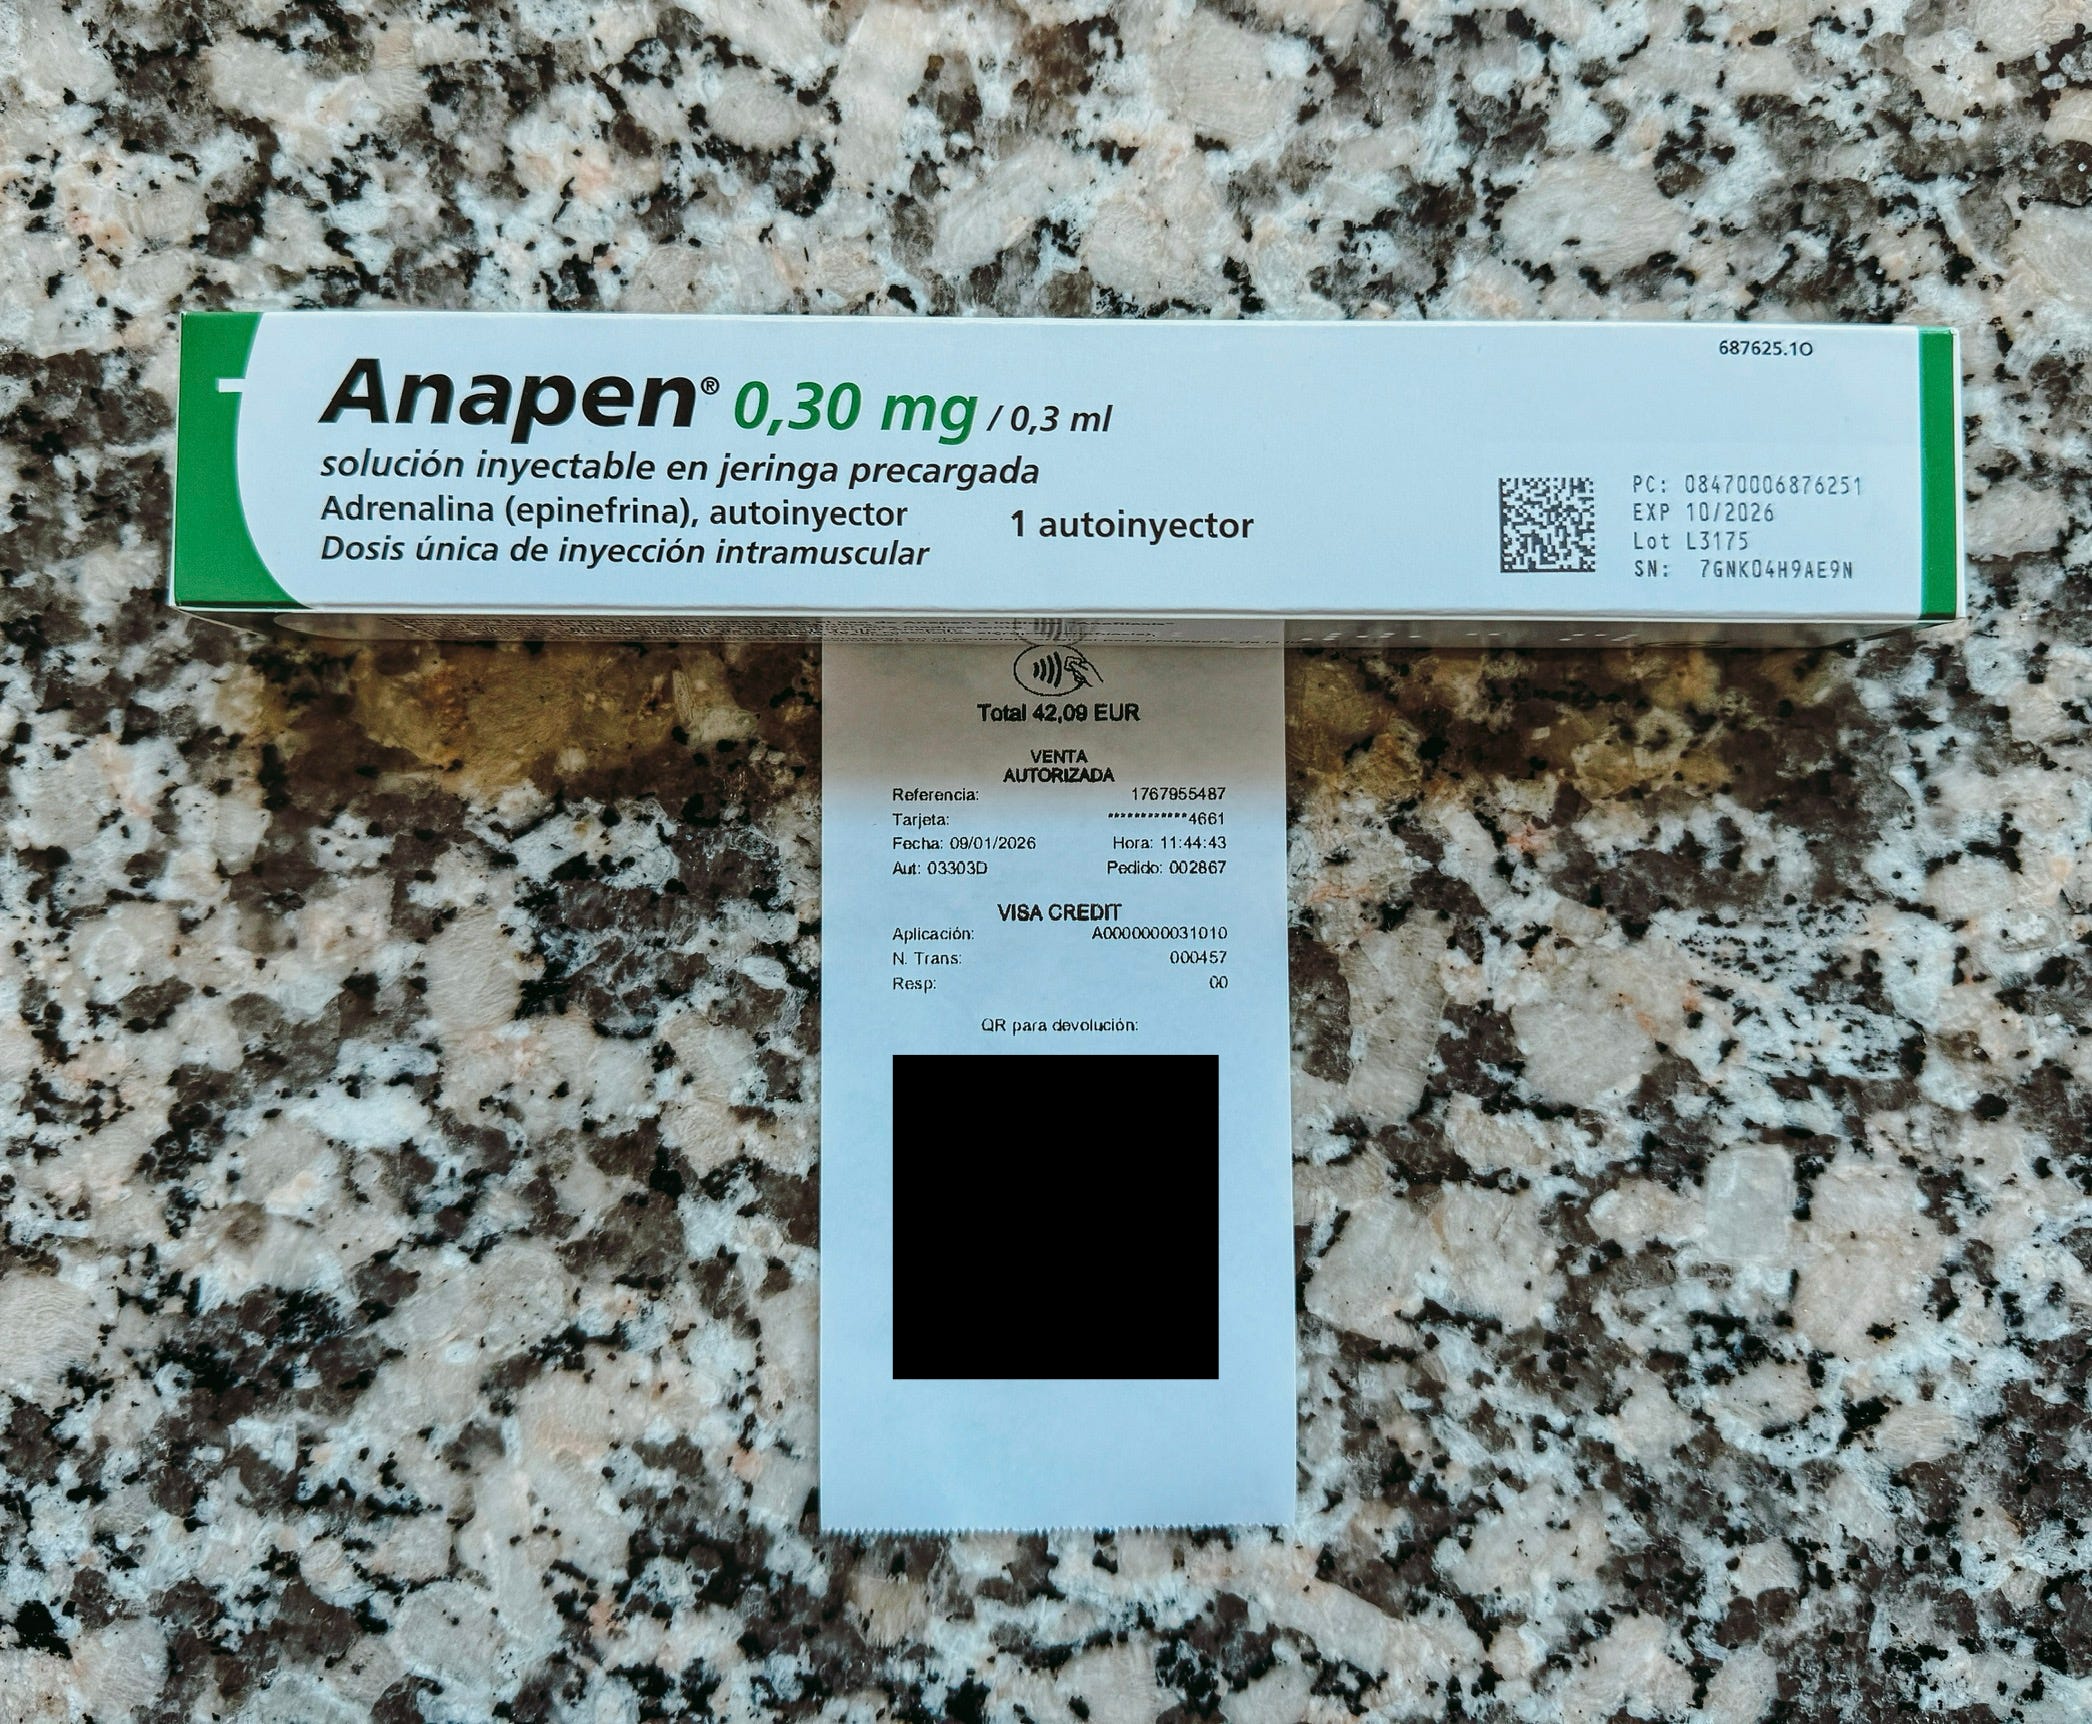 687625.1O
Anapen® 0,30 mg / 0,3 ml
solución inyectable en jeringa precargada
Adrenalina (epinefrina), autoinyector
1 autoinyector
Dosis única de inyección intramuscular
PC: 08470006876251
EXP 10/2026
Lot L3175
SN: 7GNK04H9AE9N
Total 42,09 EUR
VENTA
AUTORIZADA
Referencia: 1767955487
Tarjeta: ************4661
Fecha: 09/01/2026 Hora: 11:44:43
Aut: 03303D Pedido: 002867
VISA CREDIT
Aplicación: A0000000031010
N. Trans: 000457
Resp: 00
QR para devolución: